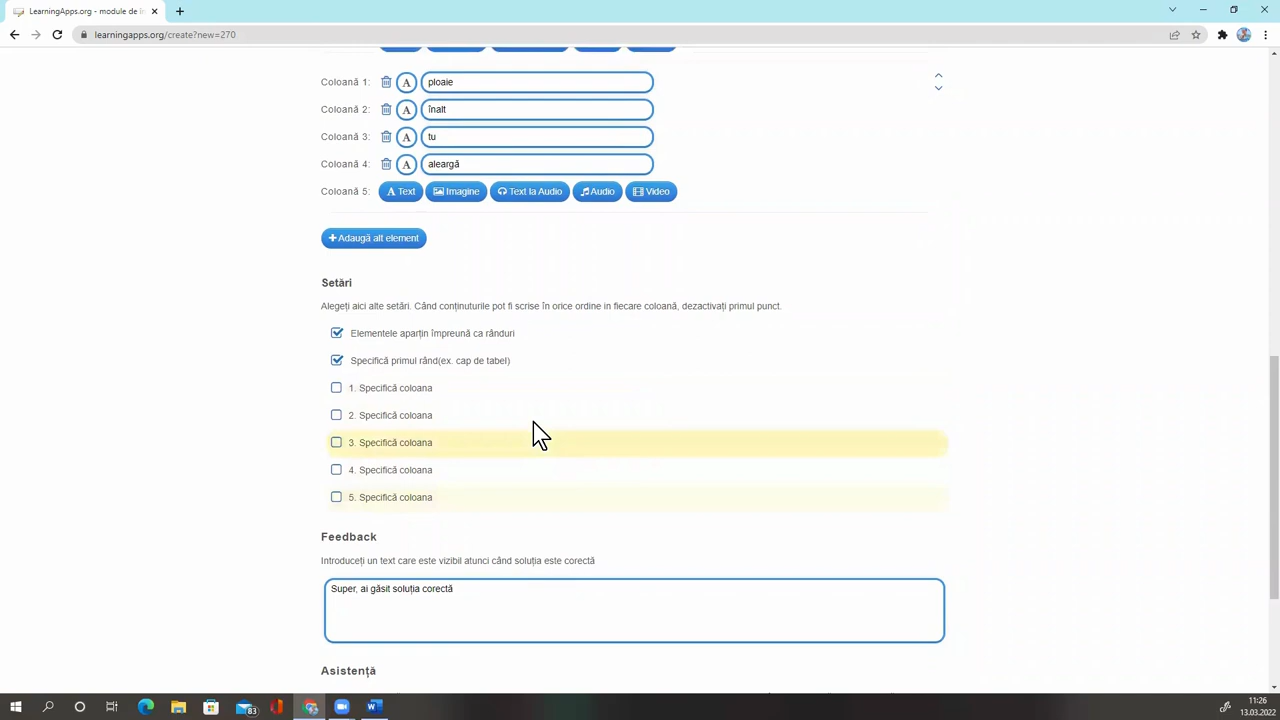 LearningApps.org - module de în
learningapps.org/create?new=270
Coloană 1: A ploaie
Coloană 2: A înalt
Coloană 3: A tu
Coloană 4: A aleargă
Coloană 5: A Text Imagine Text la Audio Audio Video
+ Adaugă alt element
Setări
Alegeți aici alte setări. Când conținuturile pot fi scrise în orice ordine in fiecare coloană, dezactivați primul punct.
Elementele aparțin împreună ca rânduri
Specifică primul rând(ex. cap de tabel)
1. Specifică coloana
2. Specifică coloana
3. Specifică coloana
4. Specifică coloana
5. Specifică coloana
Feedback
Introduceți un text care este vizibil atunci când soluția este corectă
Super, ai găsit soluția corectă
Asistență
83
11:26
13.03.2022